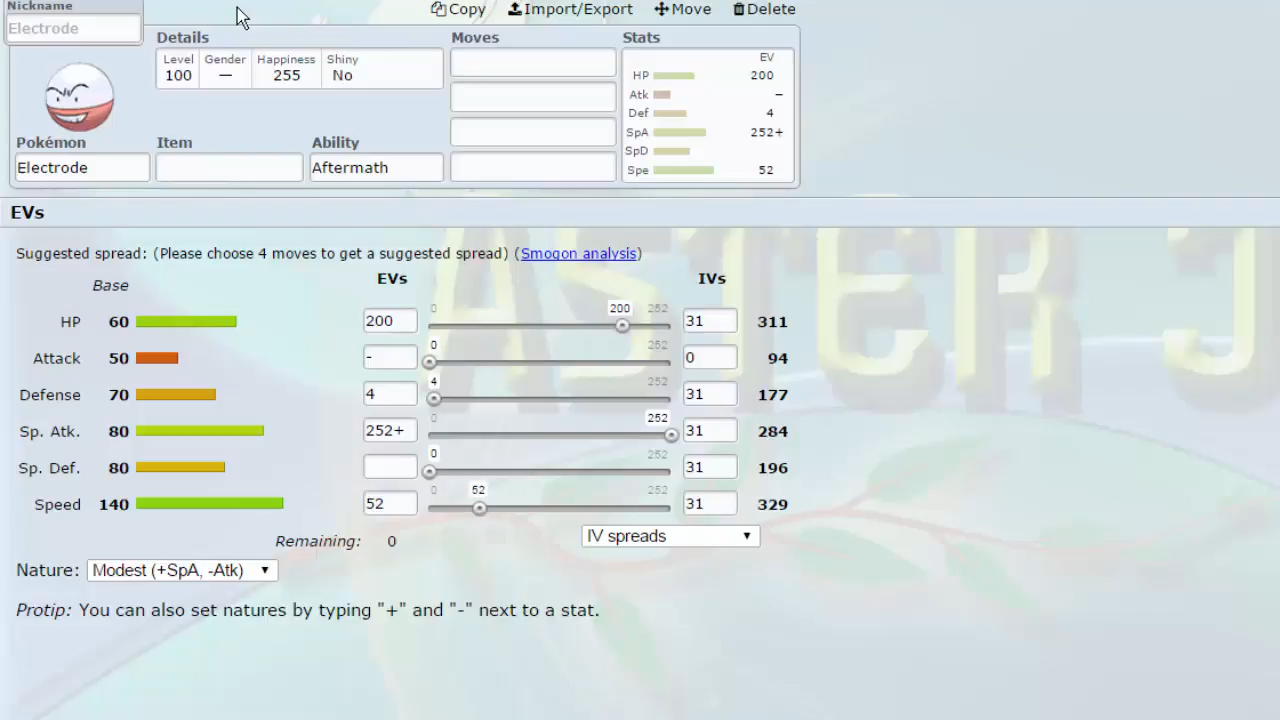 Nickname
Electrode
Copy Import/Export Move Delete
Details
Level Gender Happiness Shiny
100 — 255 No
Pokémon Item Ability
Electrode Aftermath
Moves
Stats
EV
HP 200
Atk –
Def 4
SpA 252+
SpD
Spe 52
EVs
Suggested spread: (Please choose 4 moves to get a suggested spread) (Smogon analysis)
Base EVs IVs
0 200 252
HP 60 200 31 311
0 252
Attack 50 - 0 94
4 252
Defense 70 4 31 177
0 252
Sp. Atk. 80 252+ 31 284
0 252
Sp. Def. 80 31 196
0 52 252
Speed 140 52 31 329
Remaining: 0 IV spreads
Nature: Modest (+SpA, -Atk)
Protip: You can also set natures by typing "+" and "-" next to a stat.
ASTER J